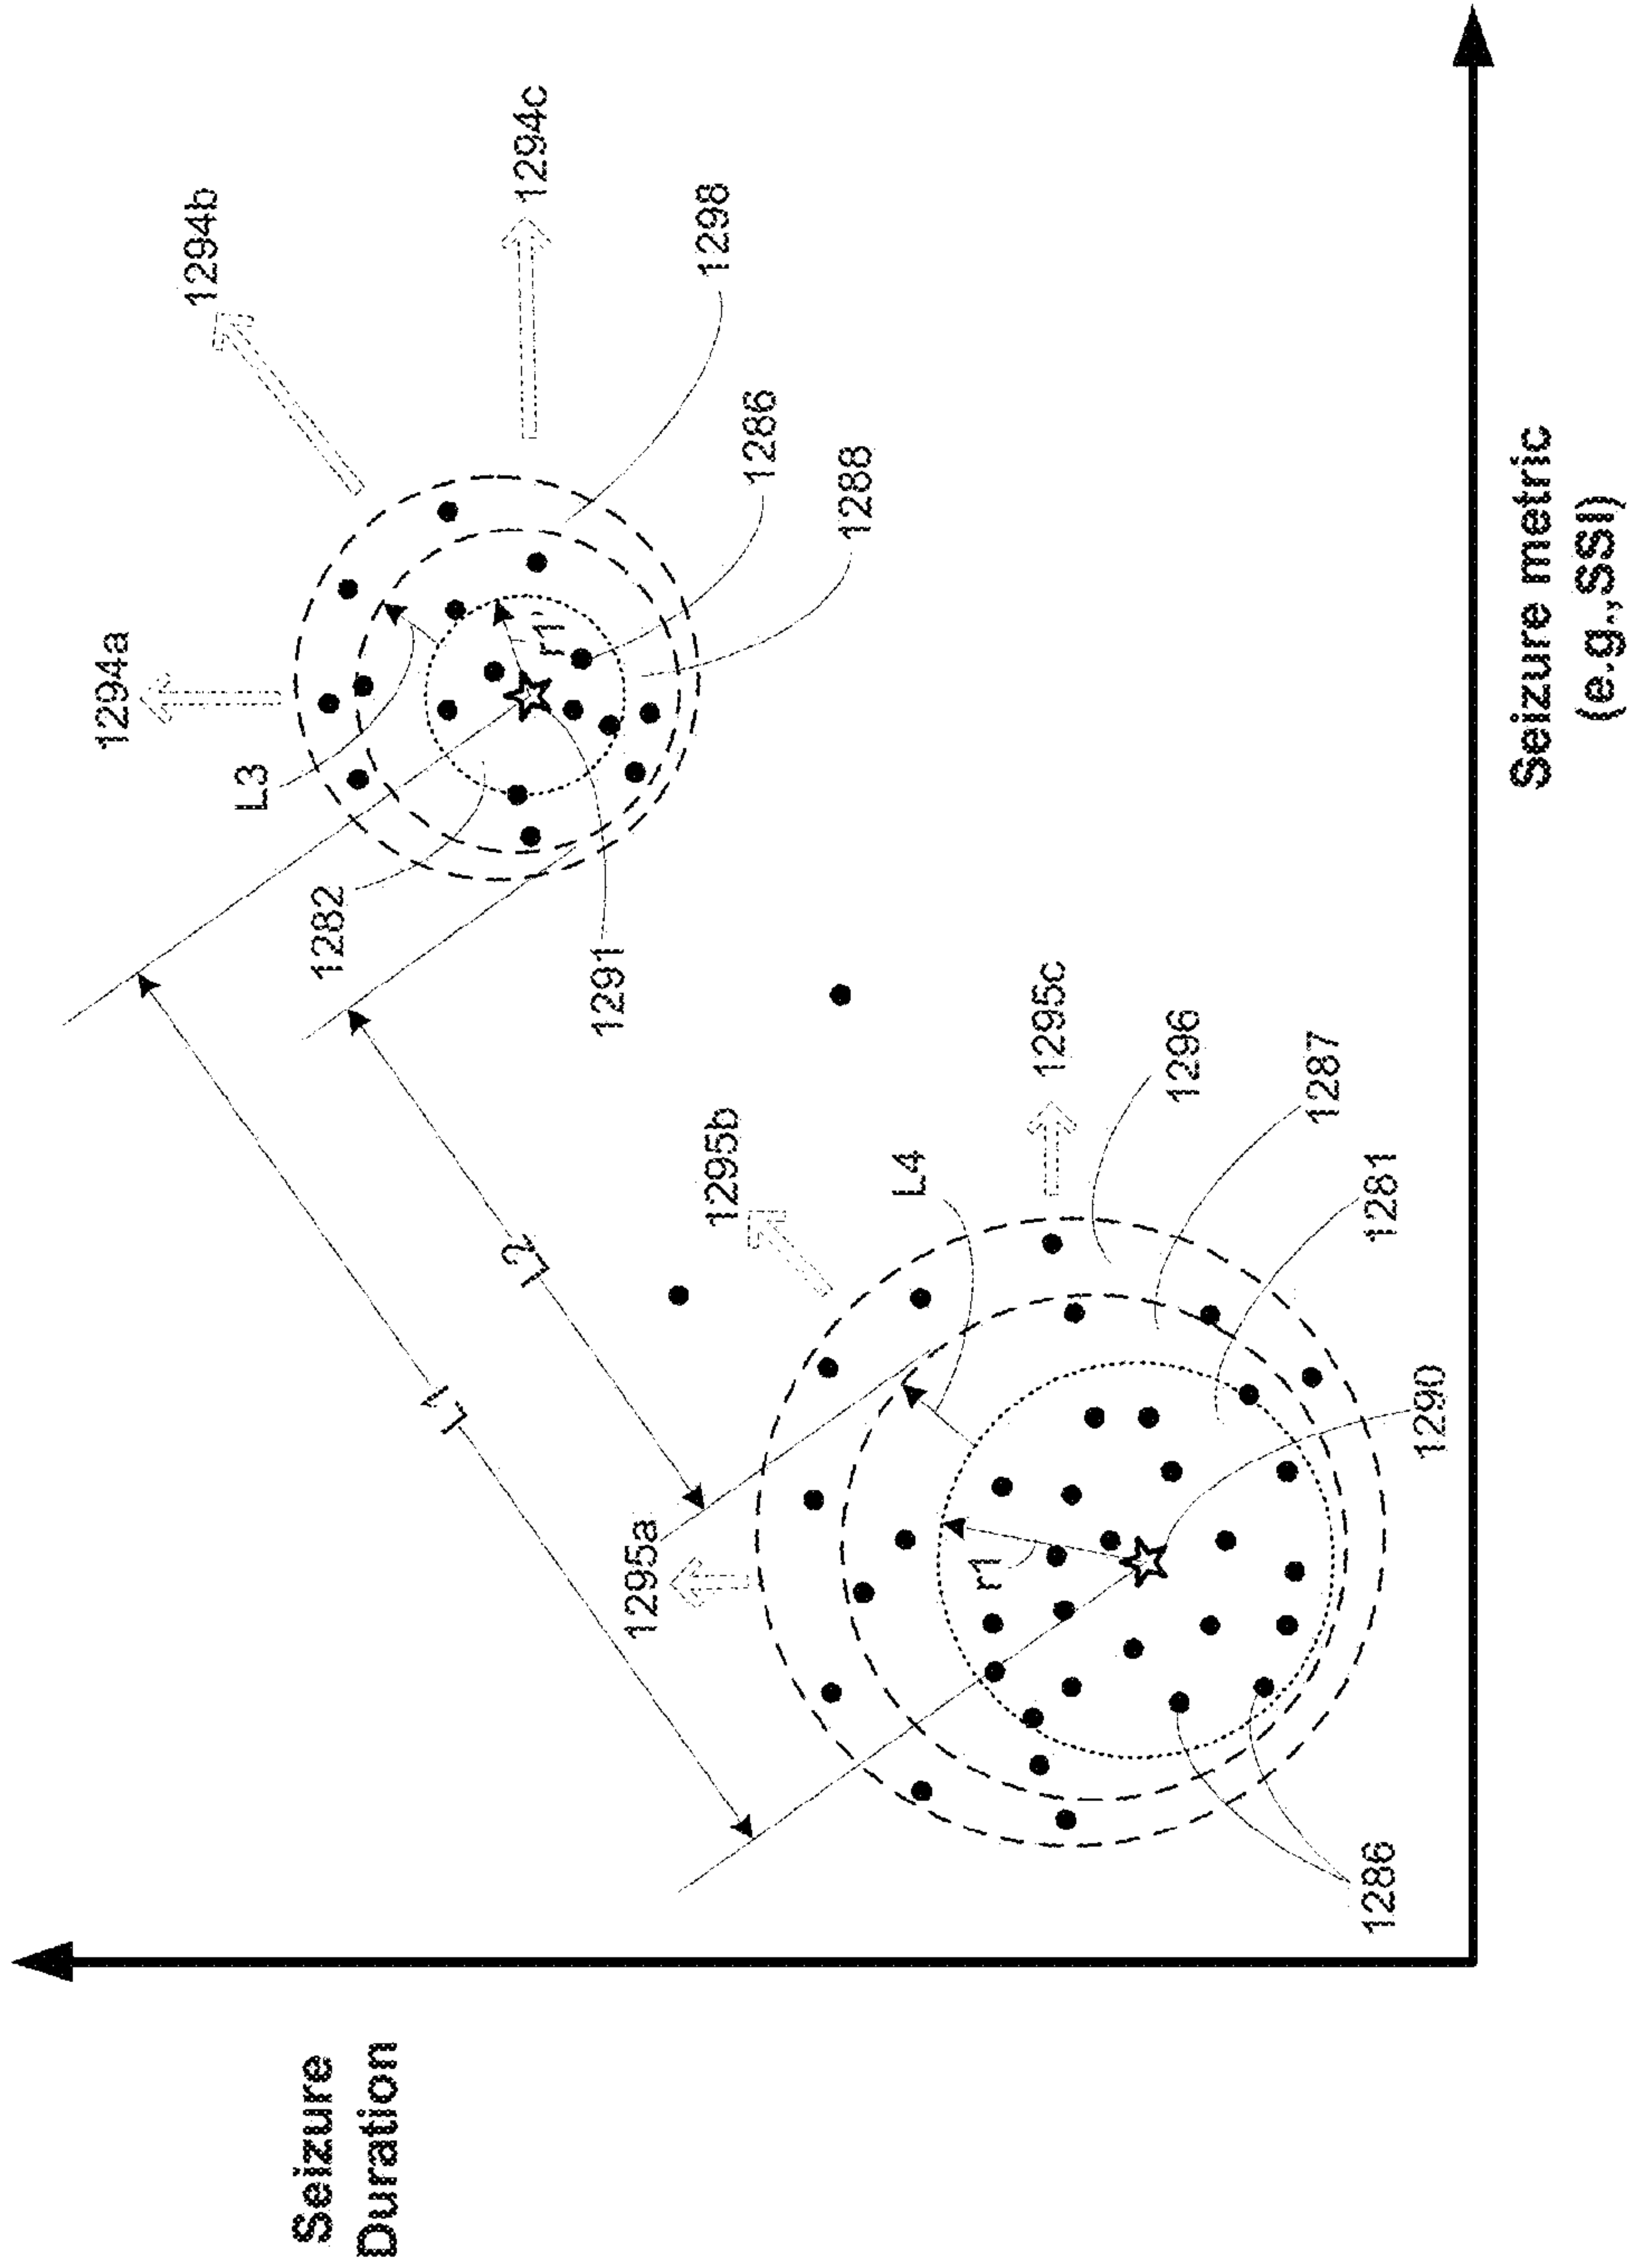 Seizure
Duration
1294a
1294b
1294c
L3
1298
1286
1288
r1'
1282
1291
L1
L2
1295a
1295b
1295c
L4
1296
1287
1281
r1
1290
1286
Seizure metric
(e.g.,SSI)